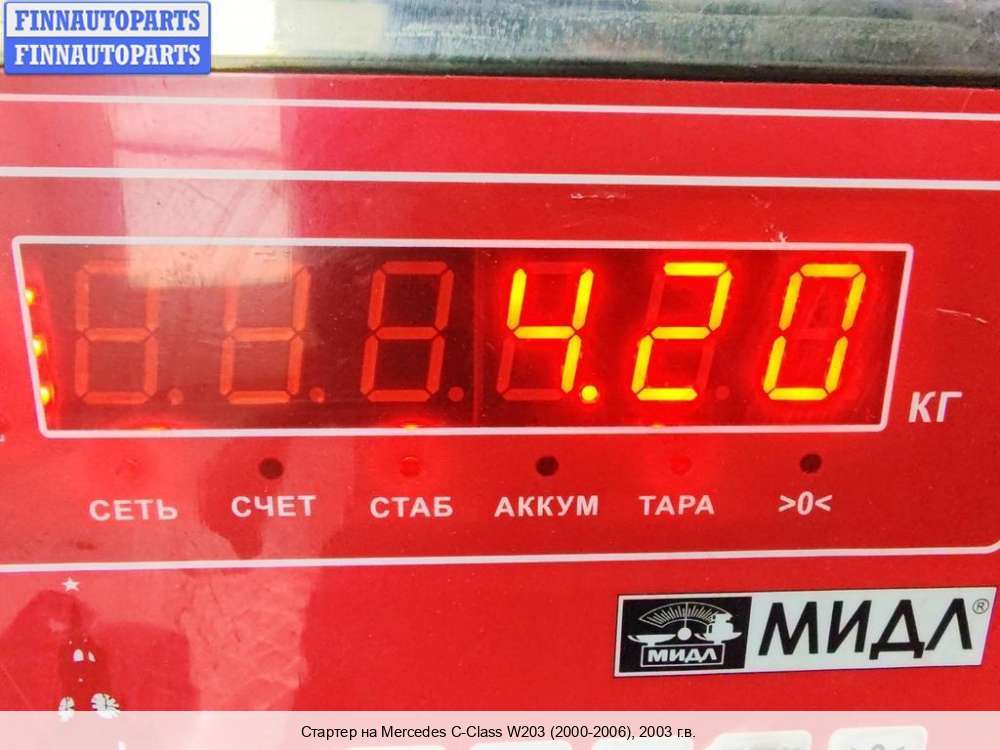 FINNAUTOPARTS
FINNAUTOPARTS
4.20
КГ
СЕТЬ СЧЕТ СТАБ АККУМ ТАРА >0<
МИДЛ МИДЛ®
Стартер на Mercedes C-Class W203 (2000-2006), 2003 г.в.